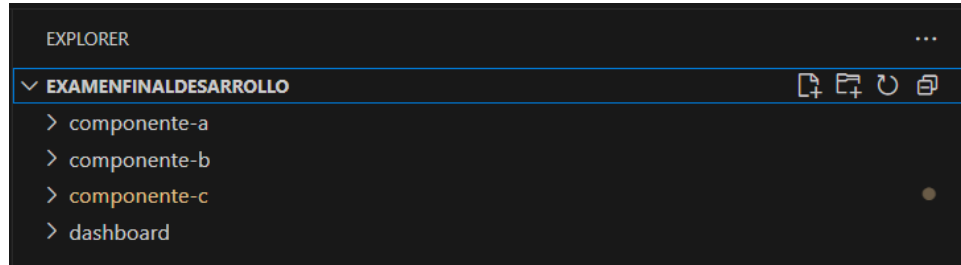 EXPLORER
EXAMENFINALDESARROLLO
componente-a
componente-b
componente-c
dashboard